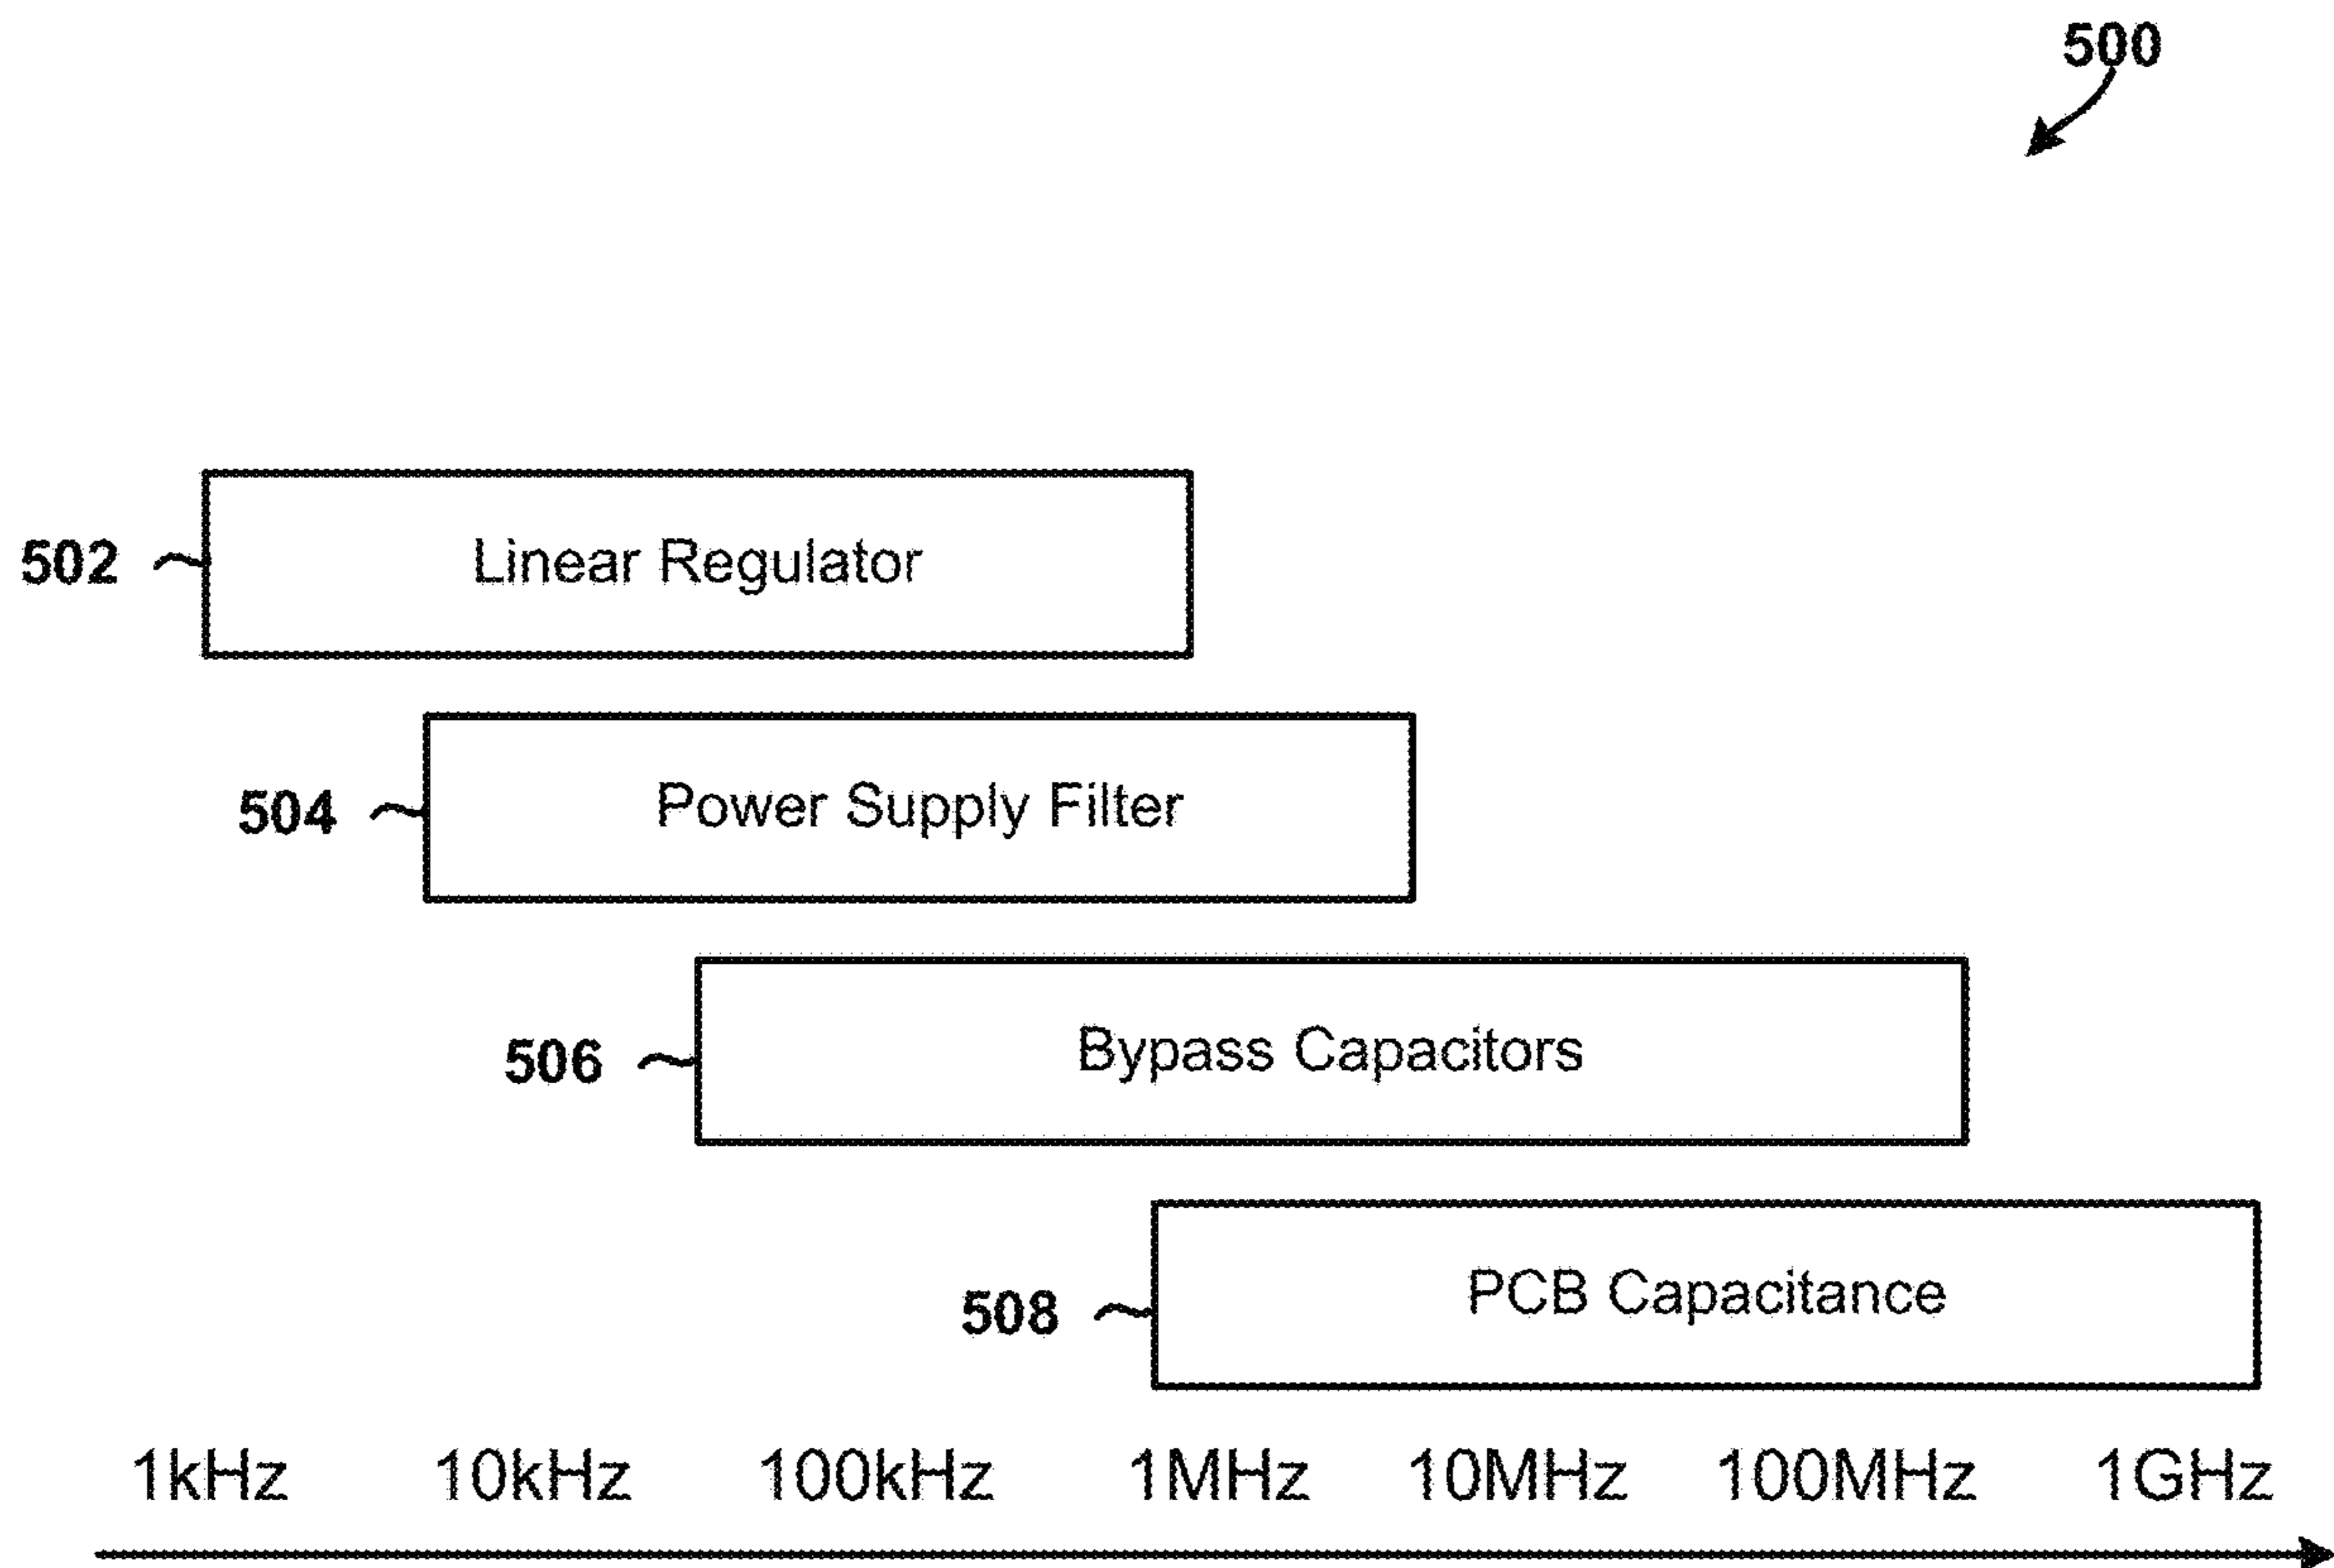 500
502
Linear Regulator
504
Power Supply Filter
506
Bypass Capacitors
508
PCB Capacitance
1kHz 10kHz 100kHz 1MHz 10MHz 100MHz 1GHz